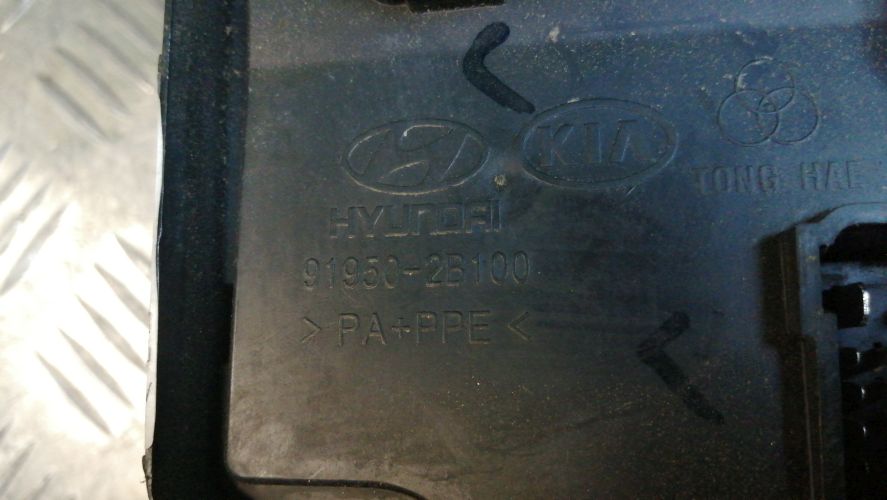 KIA
TONG HAE
HYUNDAI
91950-2B100
> PA+PPE <